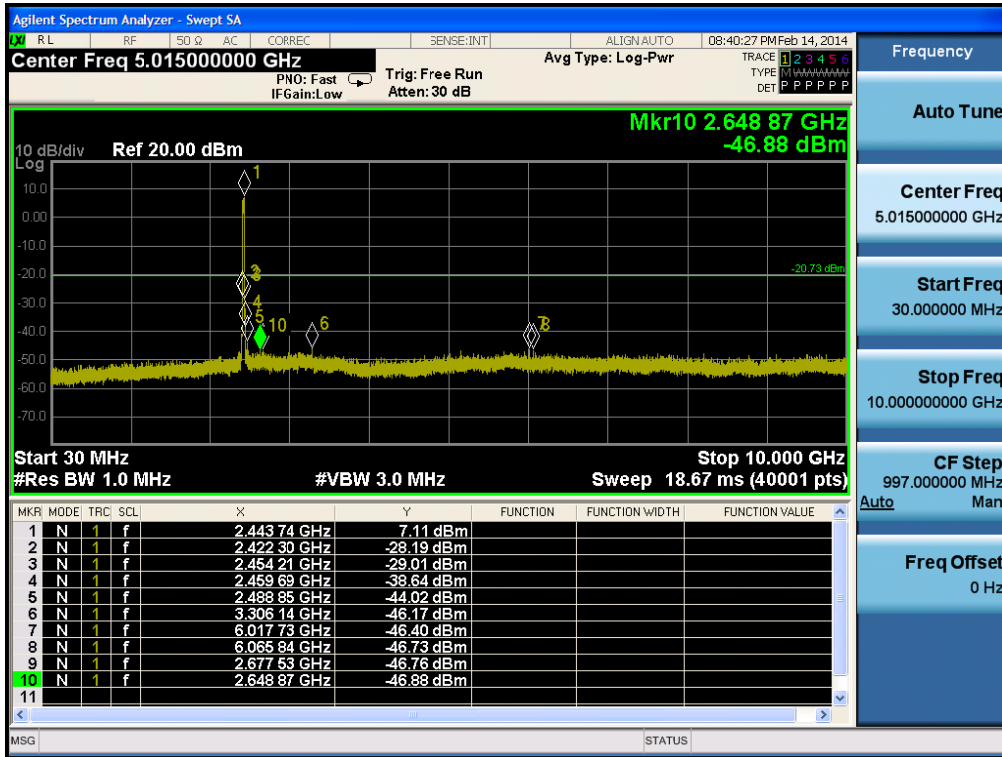 Agilent Spectrum Analyzer - Swept SA
LXI RL RF 50 Ω AC CORREC SENSE:INT ALIGN AUTO 08:40:27 PM Feb 14, 2014
Center Freq 5.015000000 GHz
PNO: Fast
IFGain:Low
Trig: Free Run
Atten: 30 dB
Avg Type: Log-Pwr
TRACE 1 2 3 4 5 6
TYPE M
DET P P P P P P
Mkr10 2.648 87 GHz
-46.88 dBm
10 dB/div Ref 20.00 dBm
Log
10.0
0.00
-10.0
-20.0
-30.0
-40.0
-50.0
-60.0
-70.0
1
3
4
5
10
6
7
8
-20.73 dBm
Start 30 MHz
Stop 10.000 GHz
#Res BW 1.0 MHz
#VBW 3.0 MHz
Sweep 18.67 ms (40001 pts)
MKR MODE TRC SCL X Y FUNCTION FUNCTION WIDTH FUNCTION VALUE
1 N 1 f 2.443 74 GHz 7.11 dBm
2 N 1 f 2.422 30 GHz -28.19 dBm
3 N 1 f 2.454 21 GHz -29.01 dBm
4 N 1 f 2.459 69 GHz -38.64 dBm
5 N 1 f 2.488 85 GHz -44.02 dBm
6 N 1 f 3.306 14 GHz -46.17 dBm
7 N 1 f 6.017 73 GHz -46.40 dBm
8 N 1 f 6.065 84 GHz -46.73 dBm
9 N 1 f 2.677 53 GHz -46.76 dBm
10 N 1 f 2.648 87 GHz -46.88 dBm
11
MSG
STATUS
Frequency
Auto Tune
Center Freq
5.015000000 GHz
Start Freq
30.000000 MHz
Stop Freq
10.000000000 GHz
CF Step
997.000000 MHz
Auto Man
Freq Offset
0 Hz